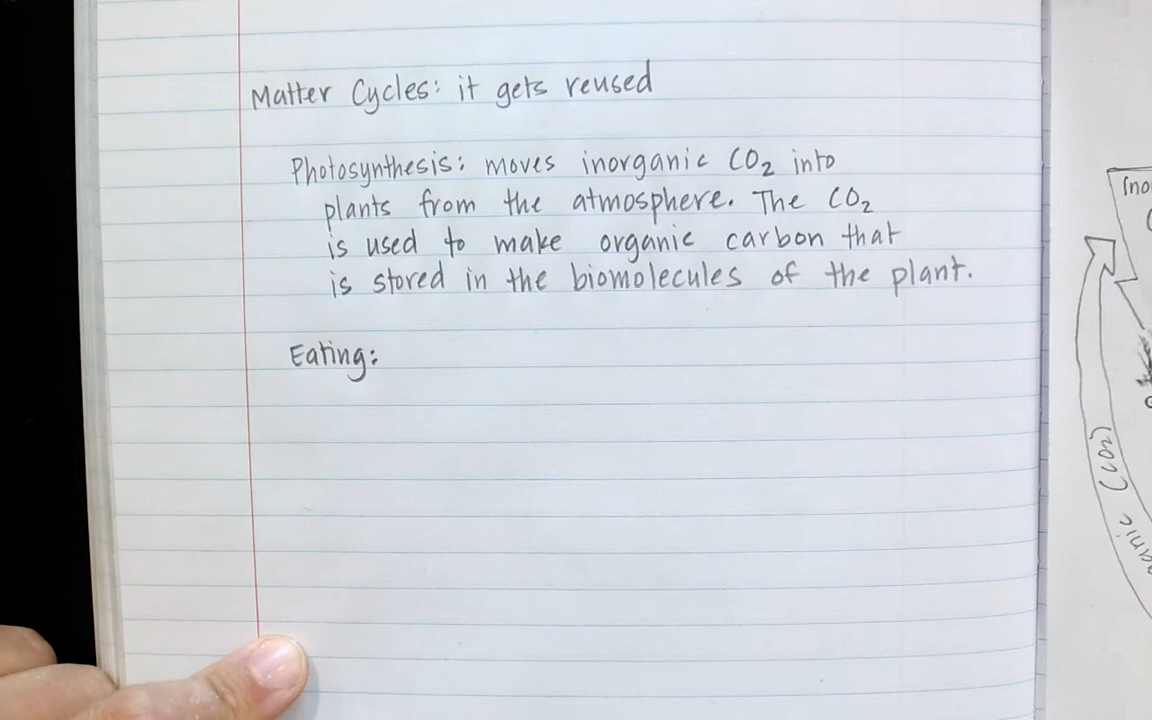 Matter Cycles: it gets reused
Photosynthesis: moves inorganic CO₂ into
plants from the atmosphere. The CO₂
is used to make organic carbon that
is stored in the biomolecules of the plant.
Eating:
(CO₂)